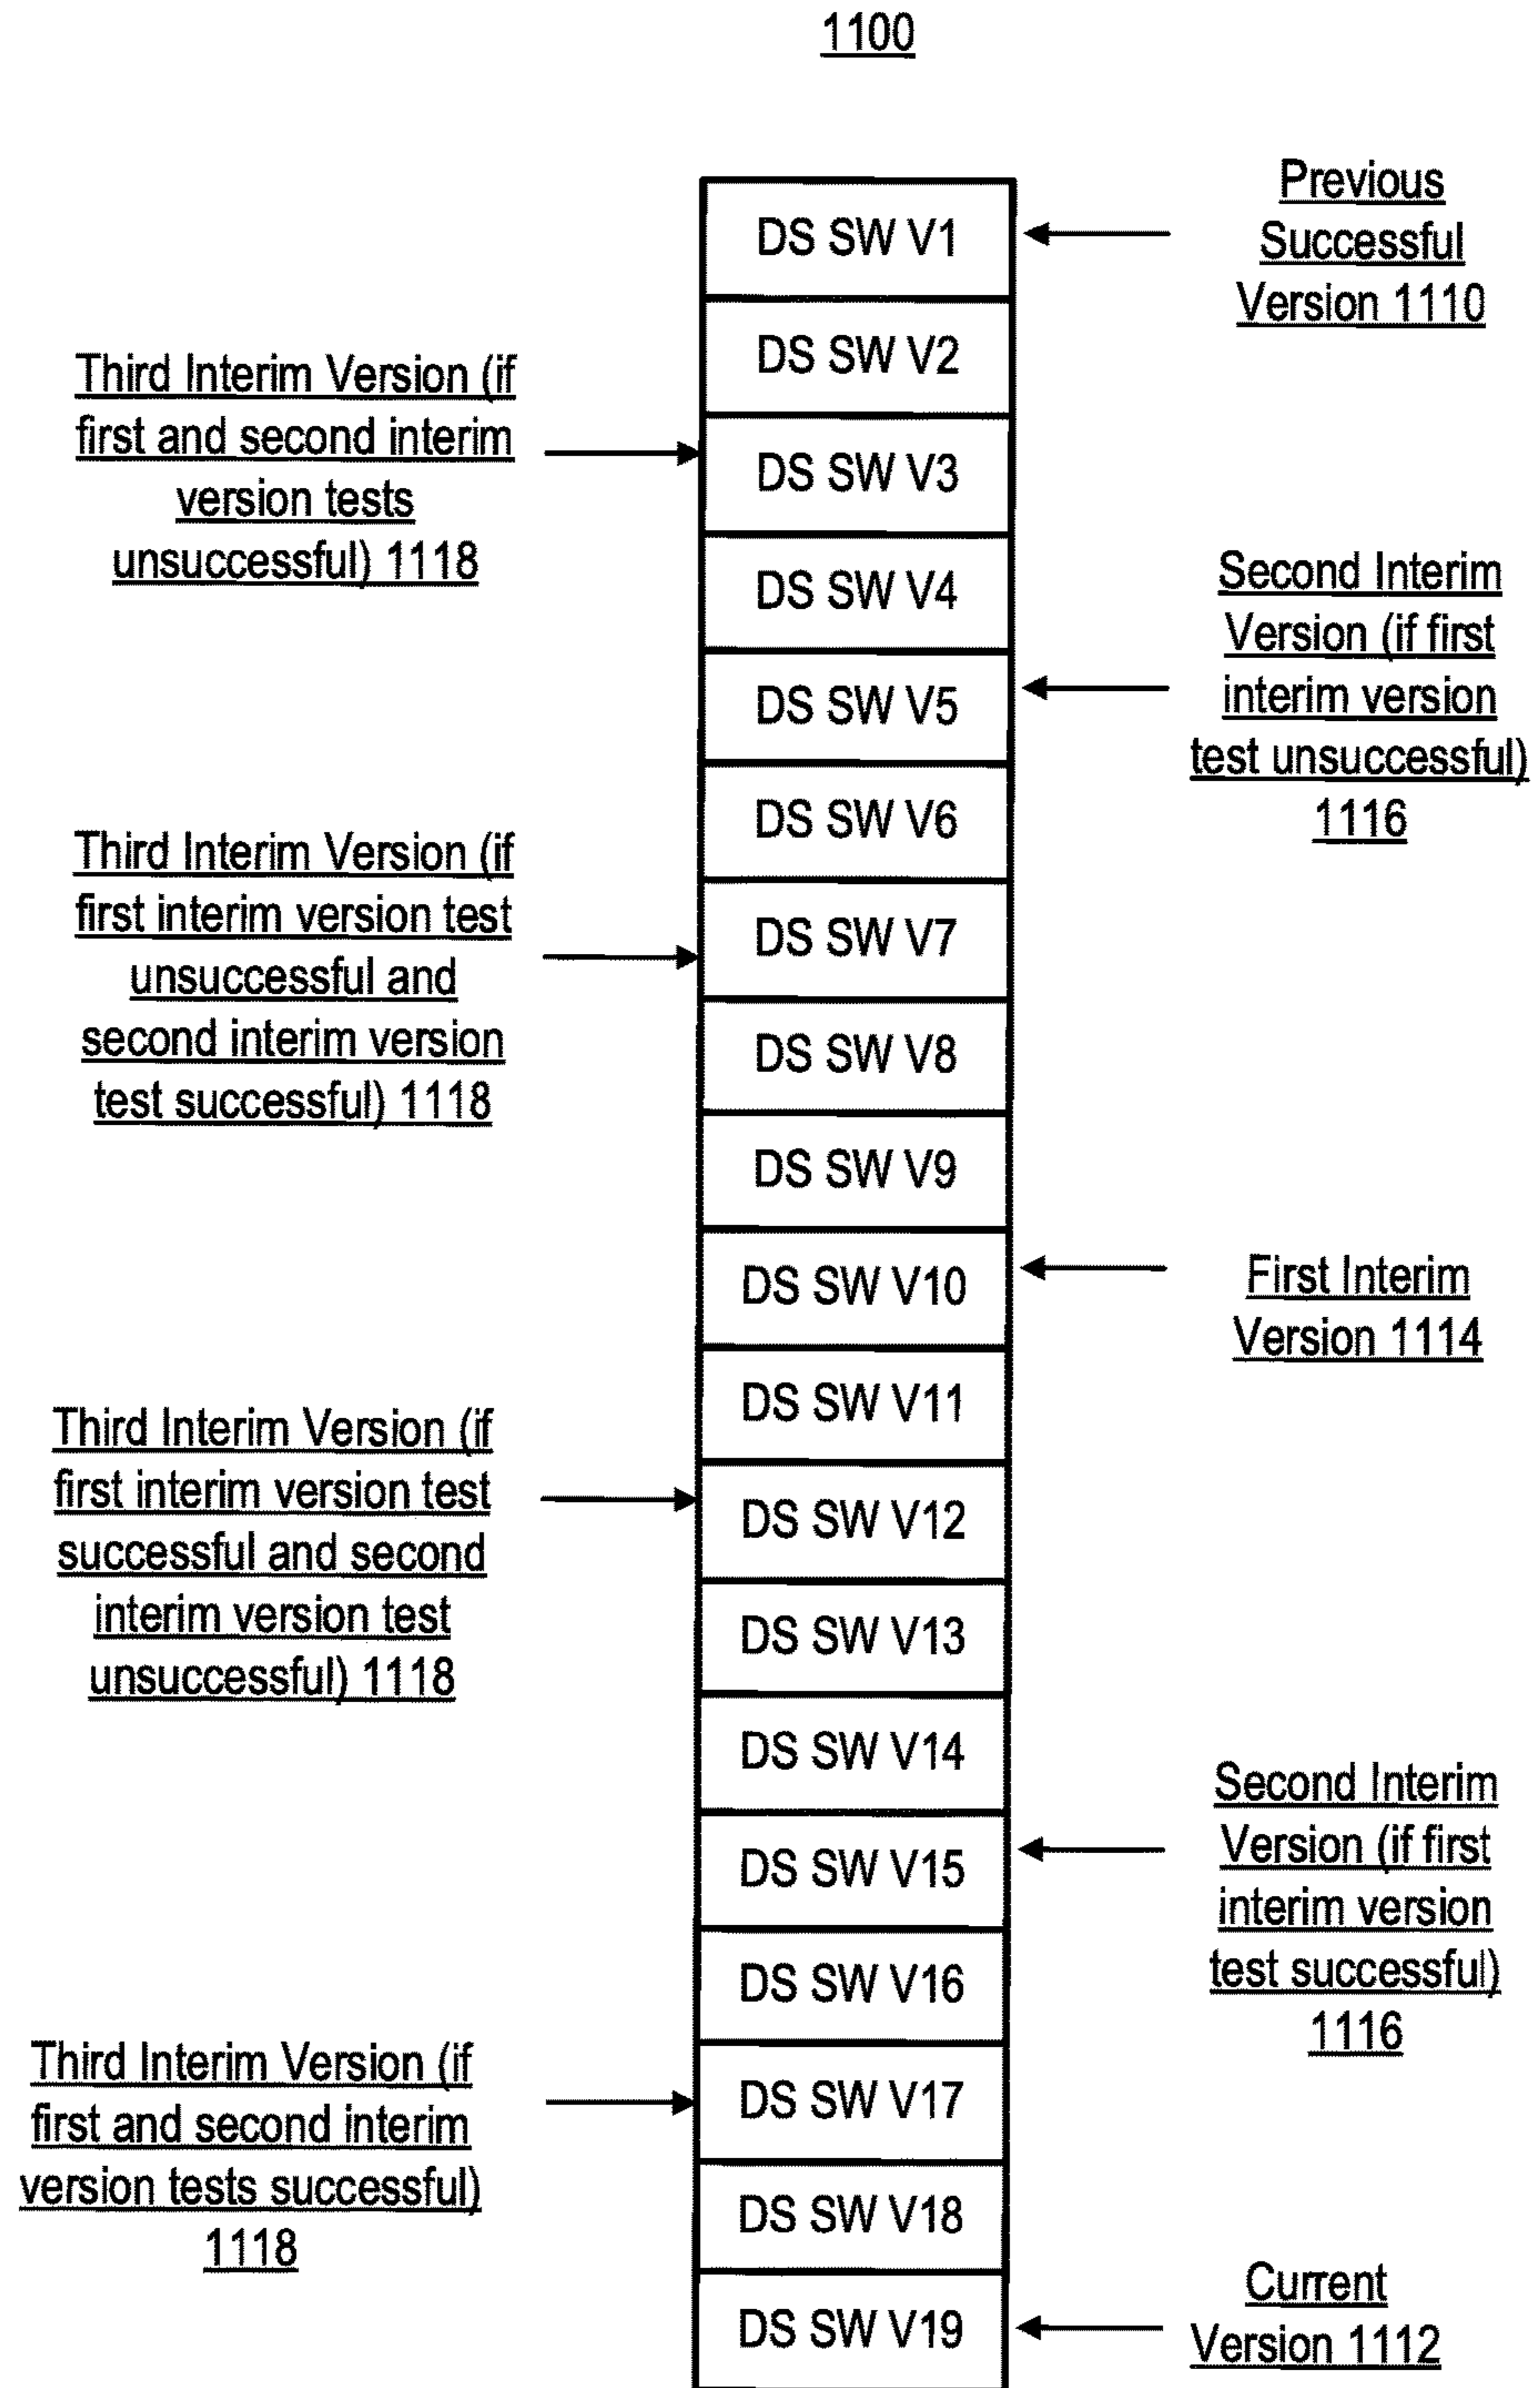 1100
Previous
Successful
Version 1110
DS SW V1
DS SW V2
Third Interim Version (if
first and second interim
version tests
unsuccessful) 1118
DS SW V3
DS SW V4
Second Interim
Version (if first
interim version
test unsuccessful)
1116
DS SW V5
DS SW V6
Third Interim Version (if
first interim version test
unsuccessful and
second interim version
test successful) 1118
DS SW V7
DS SW V8
DS SW V9
DS SW V10
First Interim
Version 1114
DS SW V11
Third Interim Version (if
first interim version test
successful and second
interim version test
unsuccessful) 1118
DS SW V12
DS SW V13
DS SW V14
Second Interim
Version (if first
interim version
test successful)
1116
DS SW V15
DS SW V16
Third Interim Version (if
first and second interim
version tests successful)
1118
DS SW V17
DS SW V18
DS SW V19
Current
Version 1112